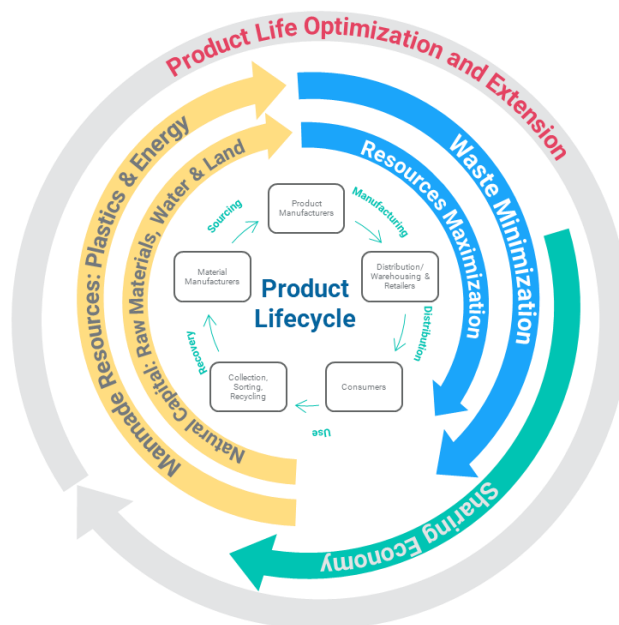 Product Life Optimization and Extension
Manmade Resources: Plastics & Energy
Natural Capital: Raw Materials, Water & Land
Waste Minimization
Resources Maximization
Sharing Economy
Product
Lifecycle
Sourcing
Product
Manufacturers
Manufacturing
Distribution/
Warehousing &
Retailers
Distribution
Consumers
Use
Collection,
Sorting,
Recycling
Recovery
Material
Manufacturers